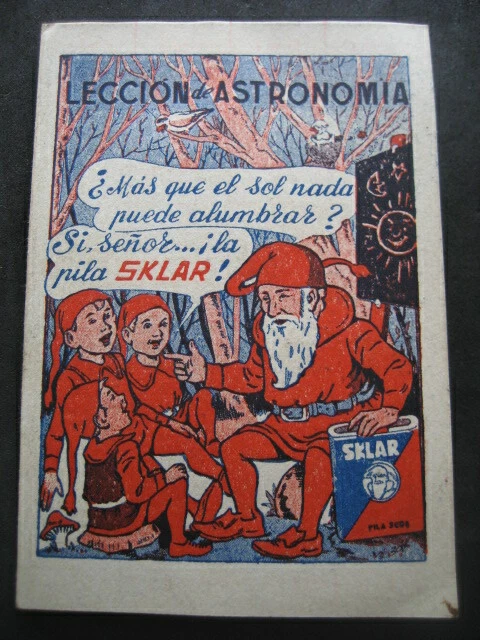 LECCIÓN de ASTRONOMIA
¿Más que el sol nada
puede alumbrar?
Si, señor... ¡la
pila SKLAR!
SKLAR